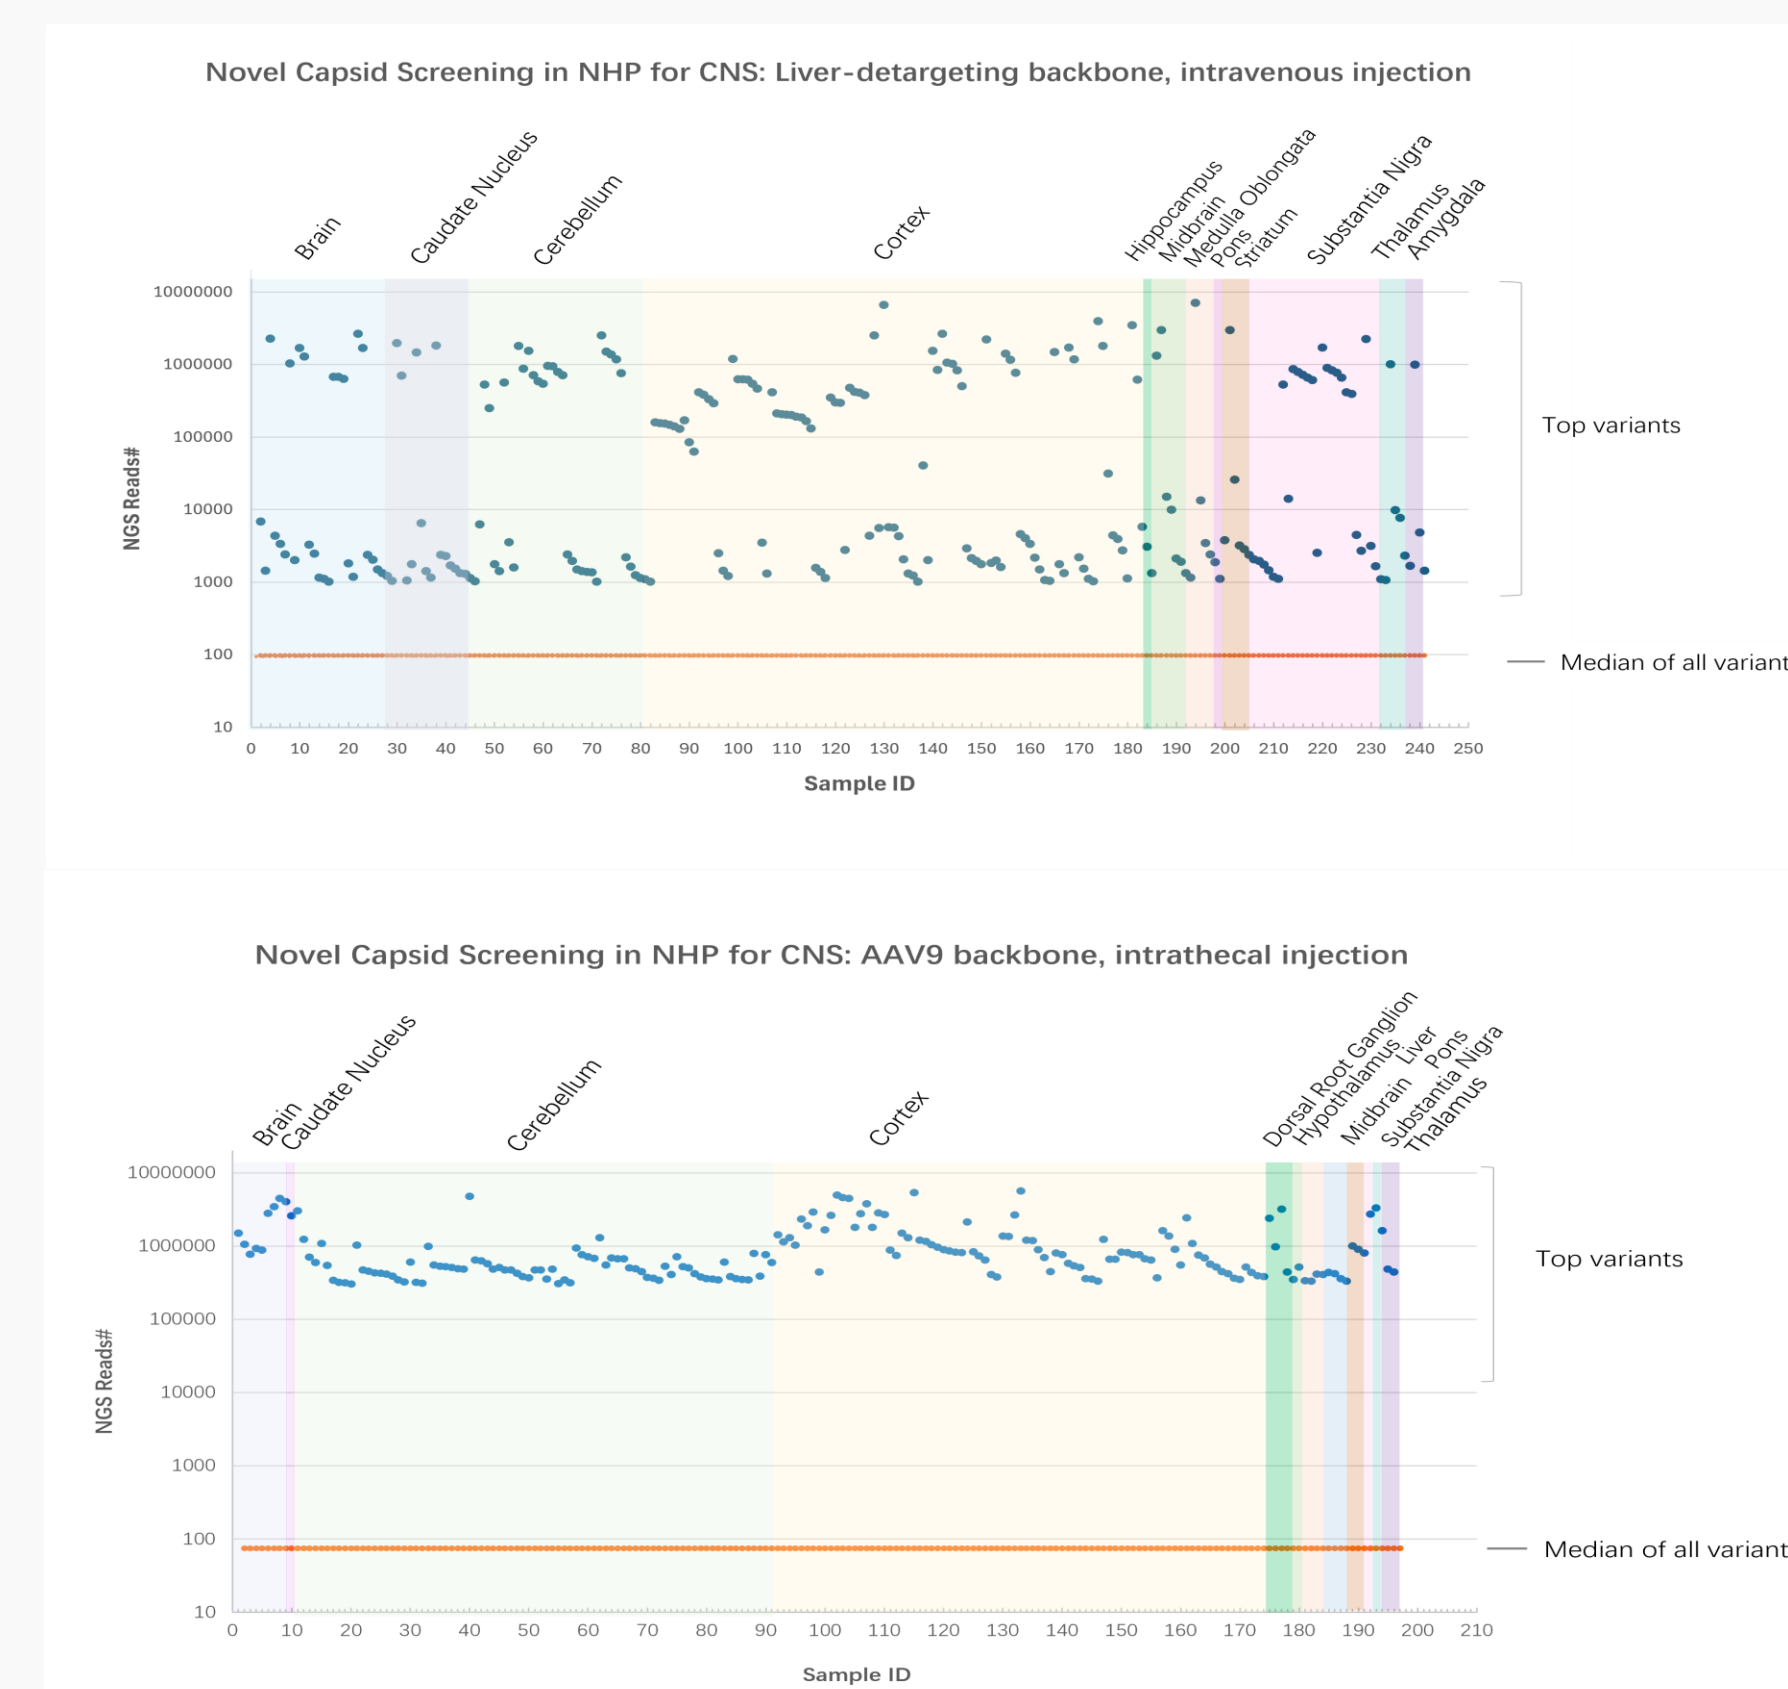 Novel Capsid Screening in NHP for CNS: Liver-detargeting backbone, intravenous injection
Brain
Caudate Nucleus
Cerebellum
Cortex
Hippocampus
Midbrain
Medulla Oblongata
Pons
Striatum
Substantia Nigra
Thalamus
Amygdala
10000000
1000000
100000
10000
1000
100
10
NGS Reads#
Top variants
Median of all variant
0 10 20 30 40 50 60 70 80 90 100 110 120 130 140 150 160 170 180 190 200 210 220 230 240 250
Sample ID
Novel Capsid Screening in NHP for CNS: AAV9 backbone, intrathecal injection
Brain
Caudate Nucleus
Cerebellum
Cortex
Dorsal Root Ganglion
Hypothalamus
Liver
Midbrain
Pons
Substantia Nigra
Thalamus
10000000
1000000
100000
10000
1000
100
10
NGS Reads#
Top variants
Median of all variant
0 10 20 30 40 50 60 70 80 90 100 110 120 130 140 150 160 170 180 190 200 210
Sample ID